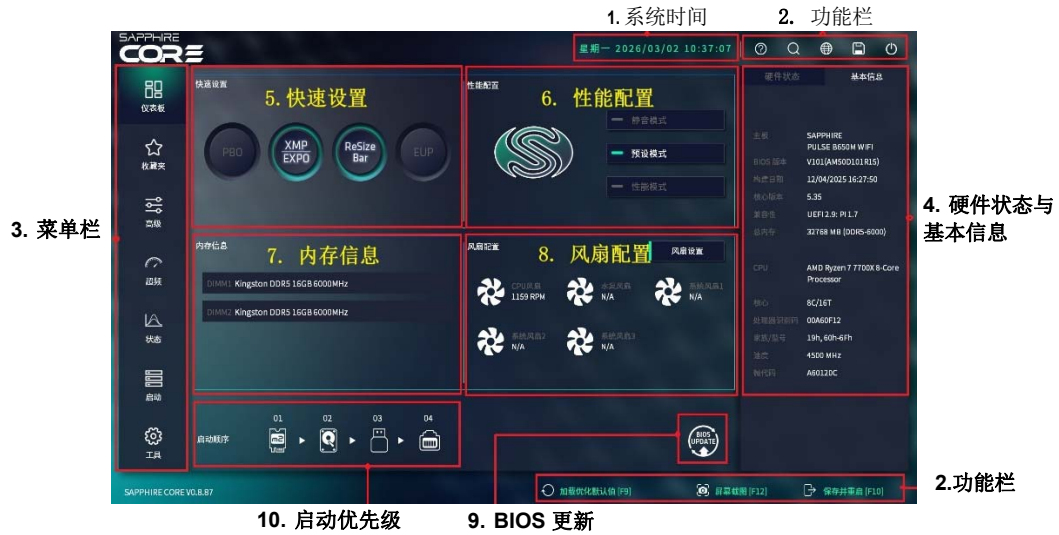 1. 系统时间
2. 功能栏
SAPPHIRE
CORE
星期一 2026/03/02 10:37:07
仪表板
收藏夹
高级
超频
状态
启动
工具
3. 菜单栏
快速设置
5. 快速设置
PBO
XMP
EXPO
ReSize
Bar
EUP
性能配置
6. 性能配置
静音模式
预设模式
性能模式
硬件状态
基本信息
主板 SAPPHIRE
PULSE B650M WIFI
BIOS 版本 V101(AM50D101R15)
构建日期 12/04/2025 16:27:50
核心版本 5.35
兼容性 UEFI 2.9: PI 1.7
总内存 32768 MB (DDR5-6000)
CPU AMD Ryzen 7 7700X 8-Core
Processor
核心 8C/16T
处理器识别码 00A60F12
家族/型号 19h, 60h-6Fh
速度 4500 MHz
微代码 A60120C
4. 硬件状态与
基本信息
内存信息
7. 内存信息
DIMM1 Kingston DDR5 16GB 6000MHz
DIMM2 Kingston DDR5 16GB 6000MHz
风扇配置
8. 风扇配置
风扇设置
CPU风扇
1159 RPM
水泵风扇
N/A
系统风扇1
N/A
系统风扇2
N/A
系统风扇3
N/A
启动顺序
01 02 03 04
m2
BIOS
UPDATE
SAPPHIRE CORE V0.8.87
加载优化默认值 [F9]
屏幕截图 [F12]
保存并重启 [F10]
2.功能栏
10. 启动优先级
9. BIOS 更新